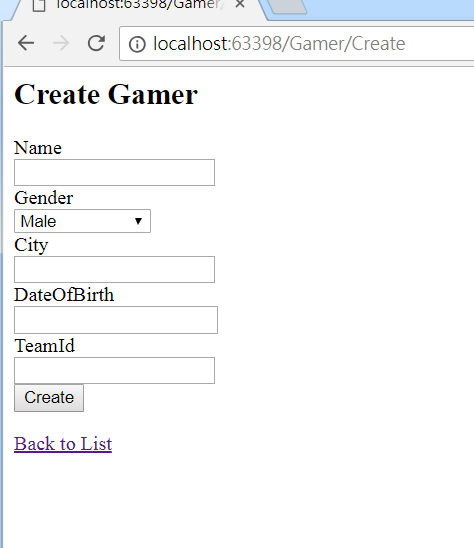 localhost:63398/Gamer/
localhost:63398/Gamer/Create
Create Gamer
Name
Gender
Male
City
DateOfBirth
TeamId
Create
Back to List